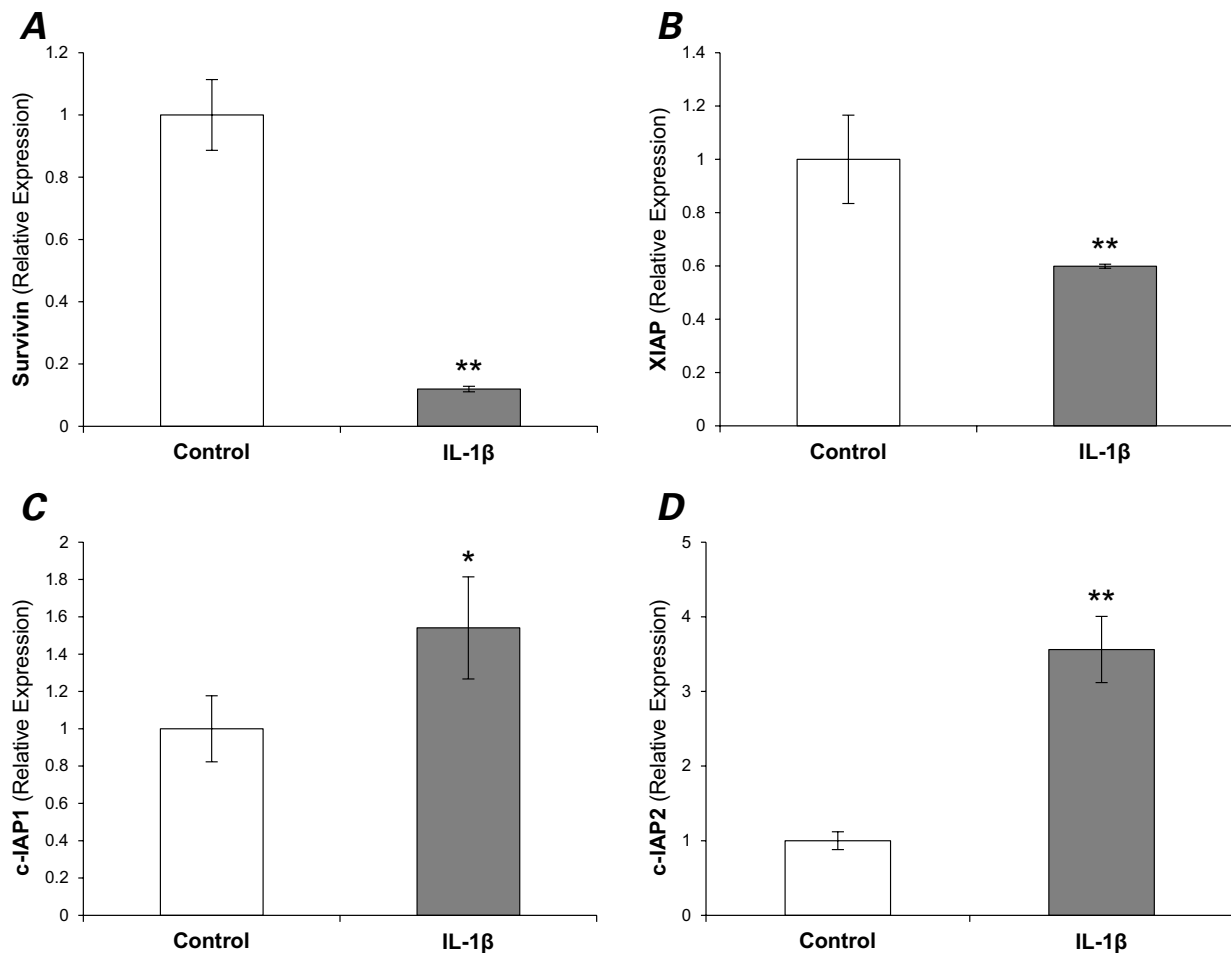 A
Survivin (Relative Expression)
1.2
1
0.8
0.6
0.4
0.2
0
**
Control
IL-1β
B
XIAP (Relative Expression)
1.4
1.2
1
0.8
0.6
0.4
0.2
0
**
Control
IL-1β
C
c-IAP1 (Relative Expression)
2
1.8
1.6
1.4
1.2
1
0.8
0.6
0.4
0.2
0
*
Control
IL-1β
D
c-IAP2 (Relative Expression)
5
4
3
2
1
0
**
Control
IL-1β